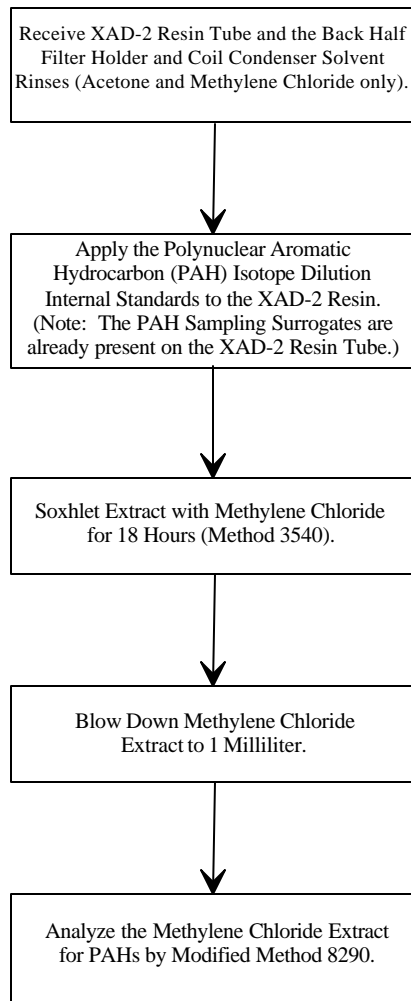 Receive XAD-2 Resin Tube and the Back Half
Filter Holder and Coil Condenser Solvent
Rinses (Acetone and Methylene Chloride only).
Apply the Polynuclear Aromatic
Hydrocarbon (PAH) Isotope Dilution
Internal Standards to the XAD-2 Resin.
(Note: The PAH Sampling Surrogates are
already present on the XAD-2 Resin Tube.)
Soxhlet Extract with Methylene Chloride
for 18 Hours (Method 3540).
Blow Down Methylene Chloride
Extract to 1 Milliliter.
Analyze the Methylene Chloride Extract
for PAHs by Modified Method 8290.